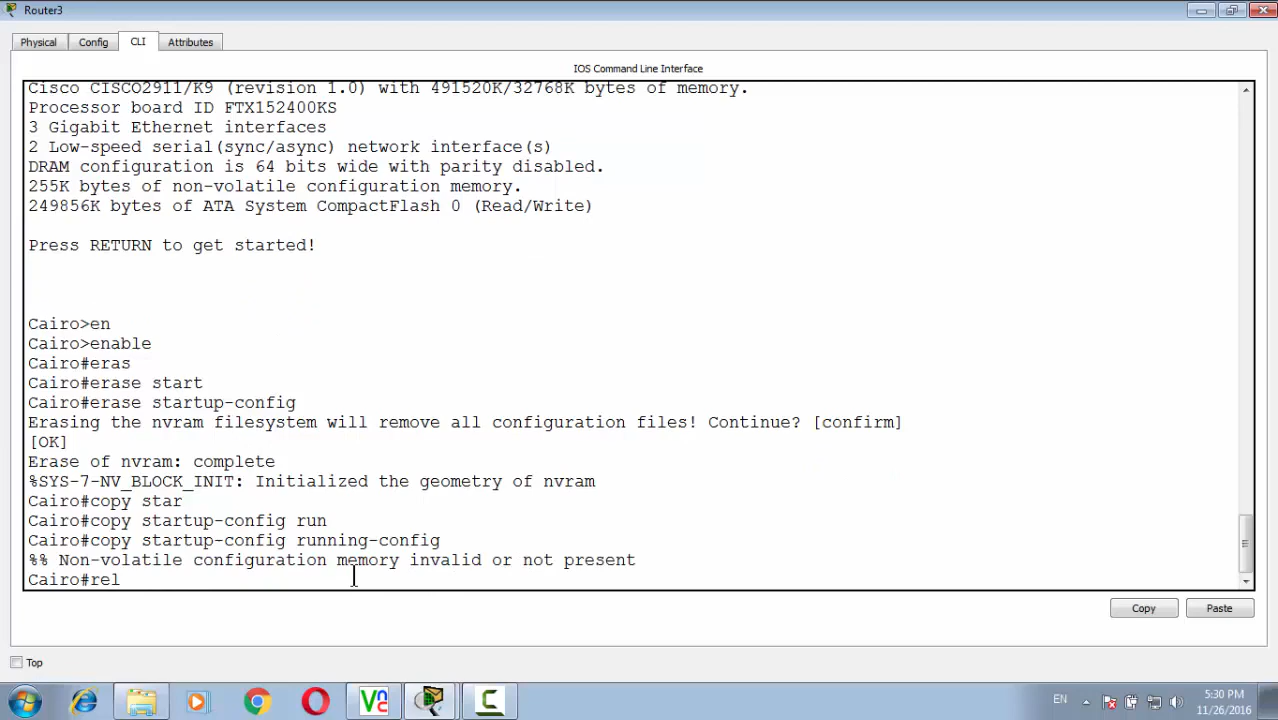 Router3
Physical
Config
CLI
Attributes
IOS Command Line Interface
Cisco CISCO2911/K9 (revision 1.0) with 491520K/32768K bytes of memory.
Processor board ID FTX152400KS
3 Gigabit Ethernet interfaces
2 Low-speed serial(sync/async) network interface(s)
DRAM configuration is 64 bits wide with parity disabled.
255K bytes of non-volatile configuration memory.
249856K bytes of ATA System CompactFlash 0 (Read/Write)
Press RETURN to get started!
Cairo>en
Cairo>enable
Cairo#eras
Cairo#erase start
Cairo#erase startup-config
Erasing the nvram filesystem will remove all configuration files! Continue? [confirm]
[OK]
Erase of nvram: complete
%SYS-7-NV_BLOCK_INIT: Initialized the geometry of nvram
Cairo#copy star
Cairo#copy startup-config run
Cairo#copy startup-config running-config
%% Non-volatile configuration memory invalid or not present
Cairo#rel
Copy
Paste
Top
EN
5:30 PM
11/26/2016